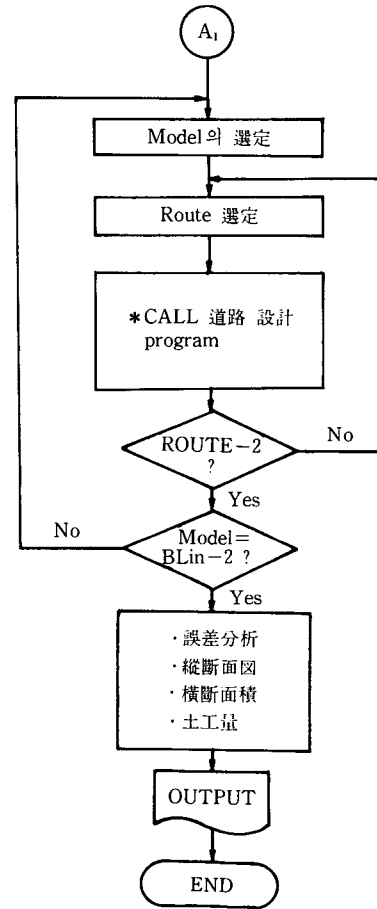 A₁
Model의 選定
Route 選定
*CALL 道路 設計
program
ROUTE-2
?
No
Yes
Model=
BLin-2 ?
No
Yes
·誤差分析
·縱斷面図
·橫斷面積
·土工量
OUTPUT
END